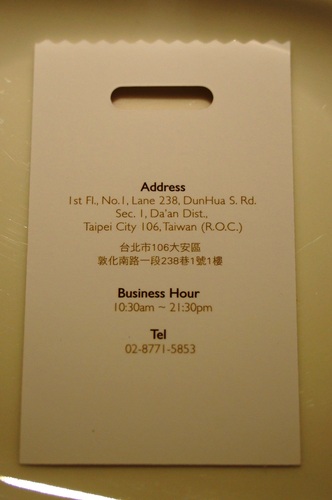 Address
1st Fl., No.1, Lane 238, DunHua S. Rd.
Sec. 1, Da'an Dist.,
Taipei City 106, Taiwan (R.O.C.)
台北市106大安區
敦化南路一段238巷1號1樓
Business Hour
10:30am ~ 21:30pm
Tel
02-8771-5853